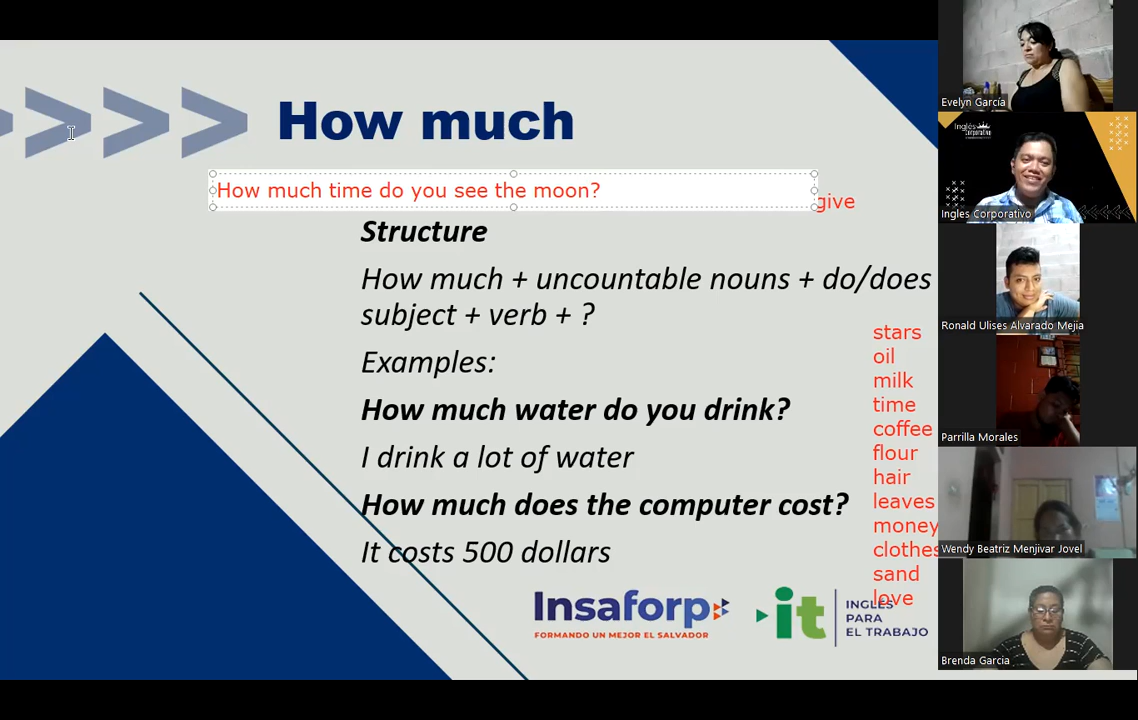 How much
How much time do you see the moon?
give
Structure
How much + uncountable nouns + do/does
subject + verb + ?
Examples:
How much water do you drink?
I drink a lot of water
How much does the computer cost?
It costs 500 dollars
stars
oil
milk
time
coffee
flour
hair
leaves
money
clothes
sand
love
Insaforp
FORMANDO UN MEJOR EL SALVADOR
it
INGLÉS
PARA
EL TRABAJO
Evelyn García
Inglés
Corporativo
Ingles Corporativo
Ronald Ulises Alvarado Mejia
Parrilla Morales
Wendy Beatriz Menjivar Jovel
Brenda Garcia